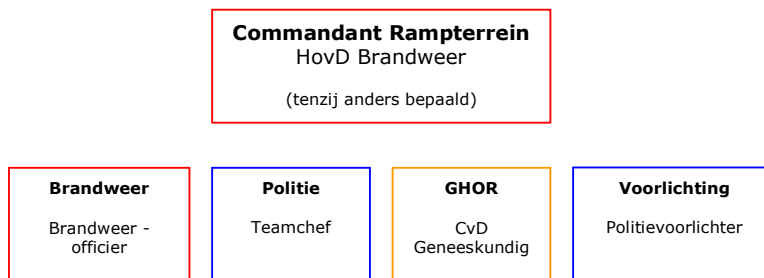 Commandant Rampterrein
HovD Brandweer
(tenzij anders bepaald)
Brandweer
Brandweer -
officier
Politie
Teamchef
GHOR
CvD
Geneeskundig
Voorlichting
Politievoorlichter